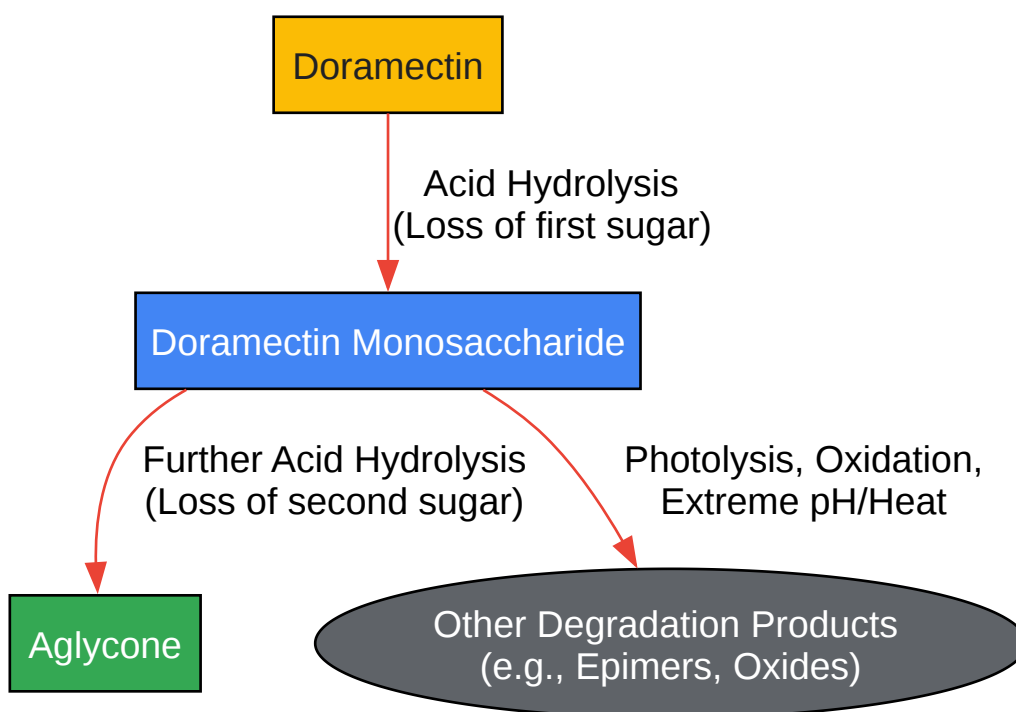 Doramectin
Acid Hydrolysis
(Loss of first sugar)
Doramectin Monosaccharide
Further Acid Hydrolysis
(Loss of second sugar)
Photolysis, Oxidation,
Extreme pH/Heat
Aglycone
Other Degradation Products
(e.g., Epimers, Oxides)